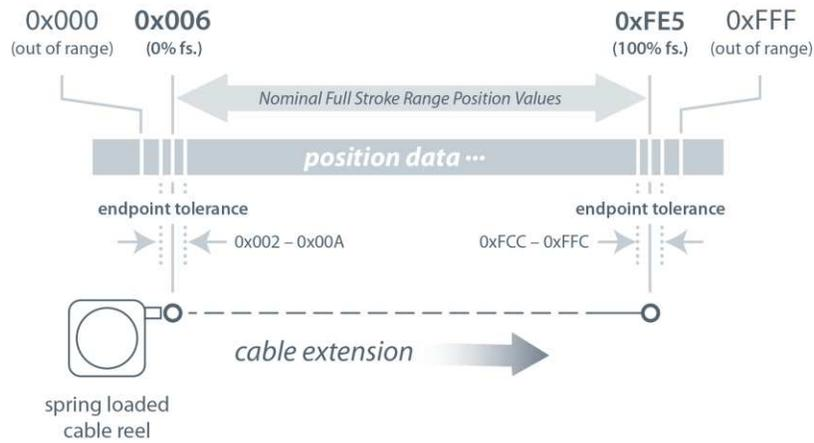 0x000 0x006 0xFE5 0xFFF
(out of range) (0% fs.) (100% fs.) (out of range)
Nominal Full Stroke Range Position Values
position data ···
endpoint tolerance endpoint tolerance
0x002 – 0x00A 0xFCC – 0xFFC
cable extension
spring loaded
cable reel